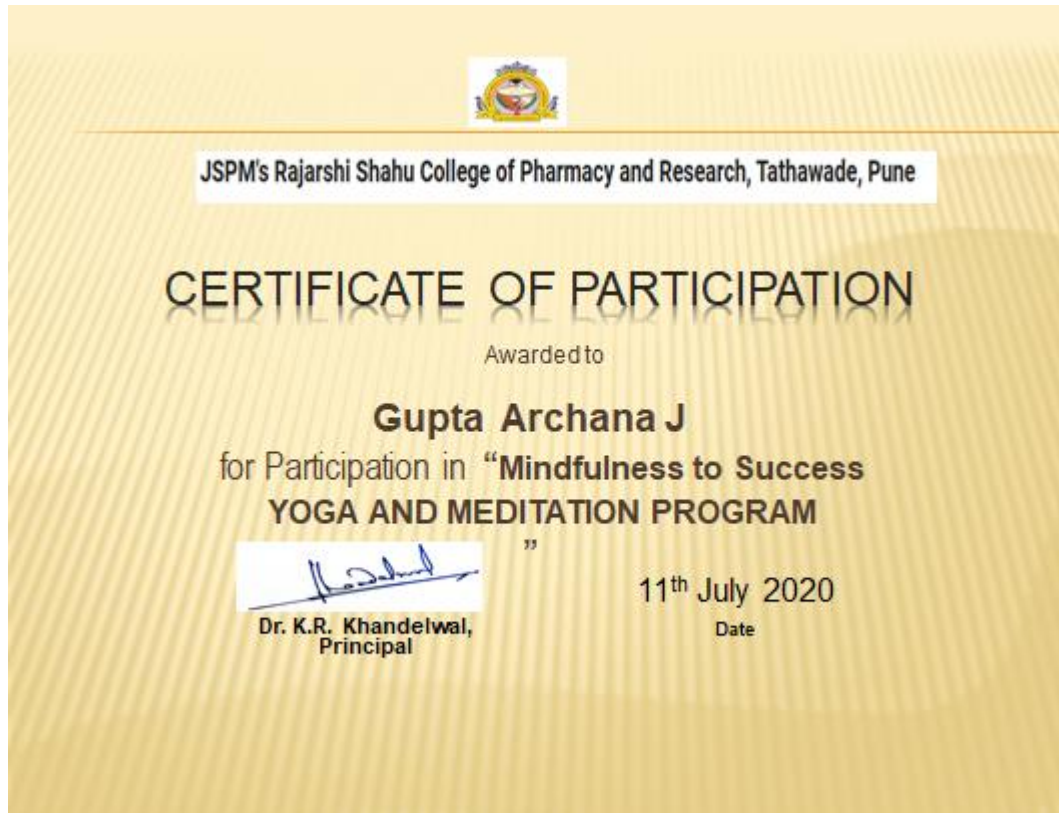 JSPM's Rajarshi Shahu College of Pharmacy and Research, Tathawade, Pune
CERTIFICATE OF PARTICIPATION
Awarded to
Gupta Archana J
for Participation in “Mindfulness to Success
YOGA AND MEDITATION PROGRAM
”
11th July 2020
Dr. K.R. Khandelwal,
Principal
Date